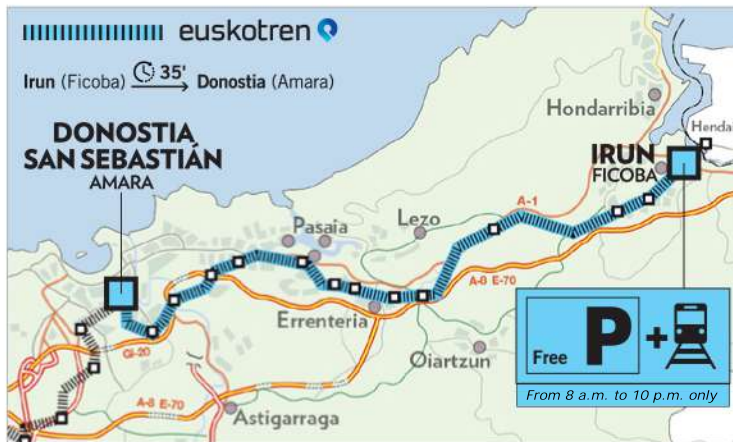 euskotren
Irun (Ficoba) 35' Donostia (Amara)
Hondarribia
Henda
DONOSTIA
SAN SEBASTIÁN
AMARA
IRUN
FICOBA
Pasaia
Lezo
A-1
A-8 E-70
Errenteria
Oiartzun
GI-20
A-8 E-70
Astigarraga
Free P +
From 8 a.m. to 10 p.m. only